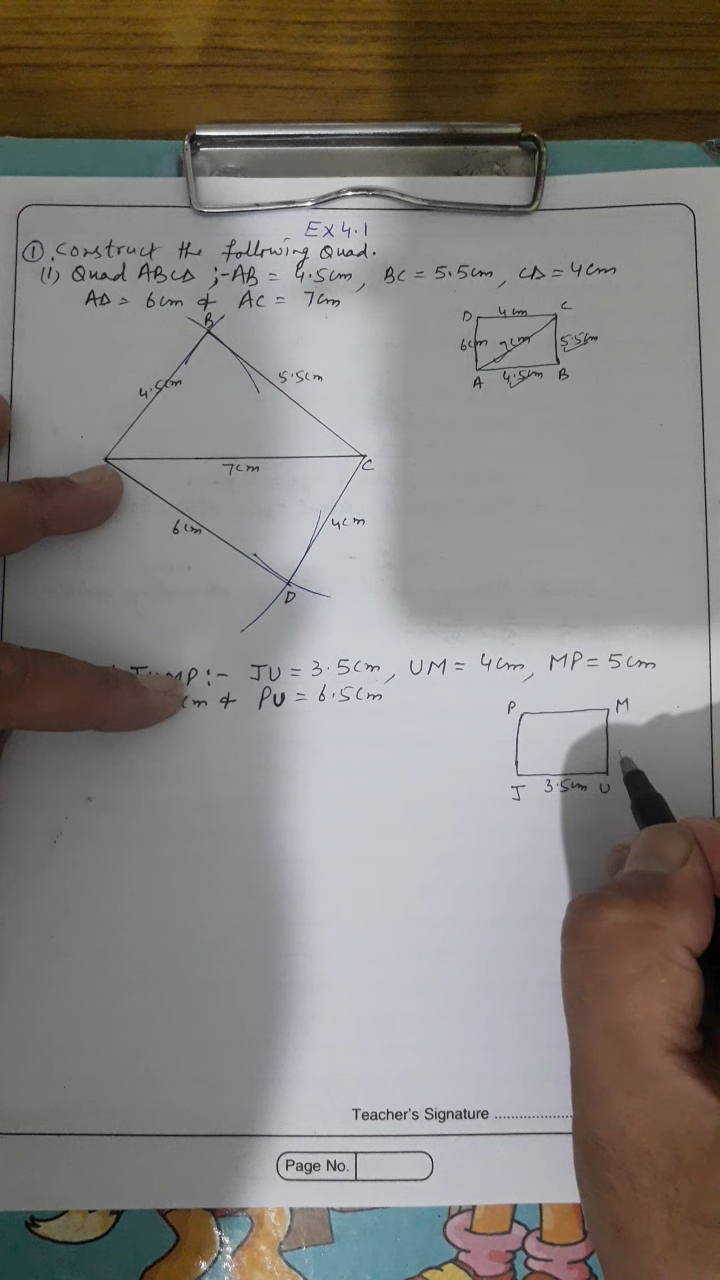 Ex 4.1
① Construct the following Quad.
(i) Quad ABCD ;- AB = 4.5cm, BC = 5.5cm, CD = 4cm
AD = 6cm & AC = 7cm
D 4cm C
6cm 7cm 5.5cm
A 4.5cm B
B
4.5cm 5.5cm
7cm C
6cm 4cm
D
JUMP :- JU = 3.5cm, UM = 4cm, MP = 5cm
cm & PU = 6.5cm
P M
J 3.5cm U
Teacher's Signature ..................
Page No.